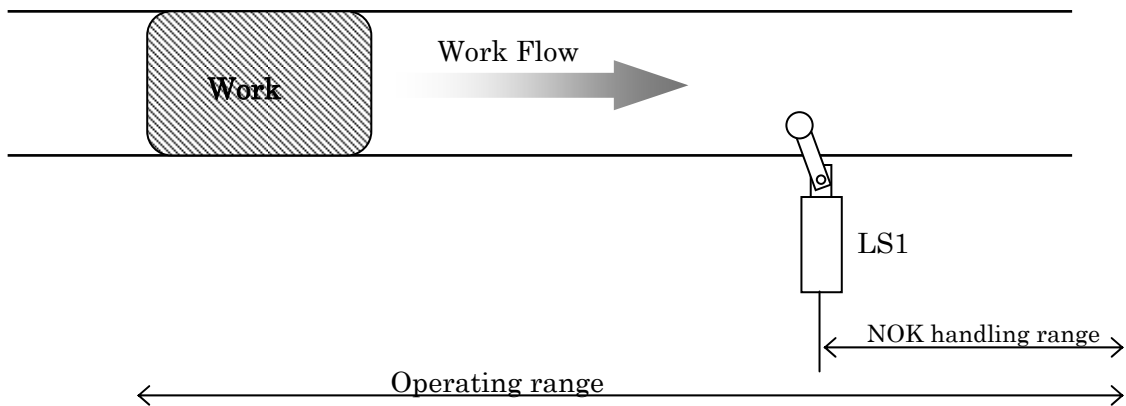 Work Flow
Work
LS1
NOK handling range
Operating range